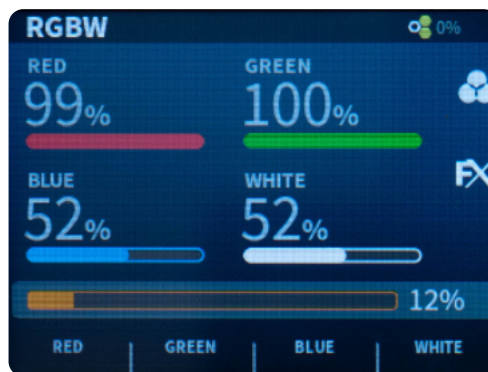 RGBW 0%
RED GREEN
99% 100%
FX
BLUE WHITE
52% 52%
12%
RED GREEN BLUE WHITE